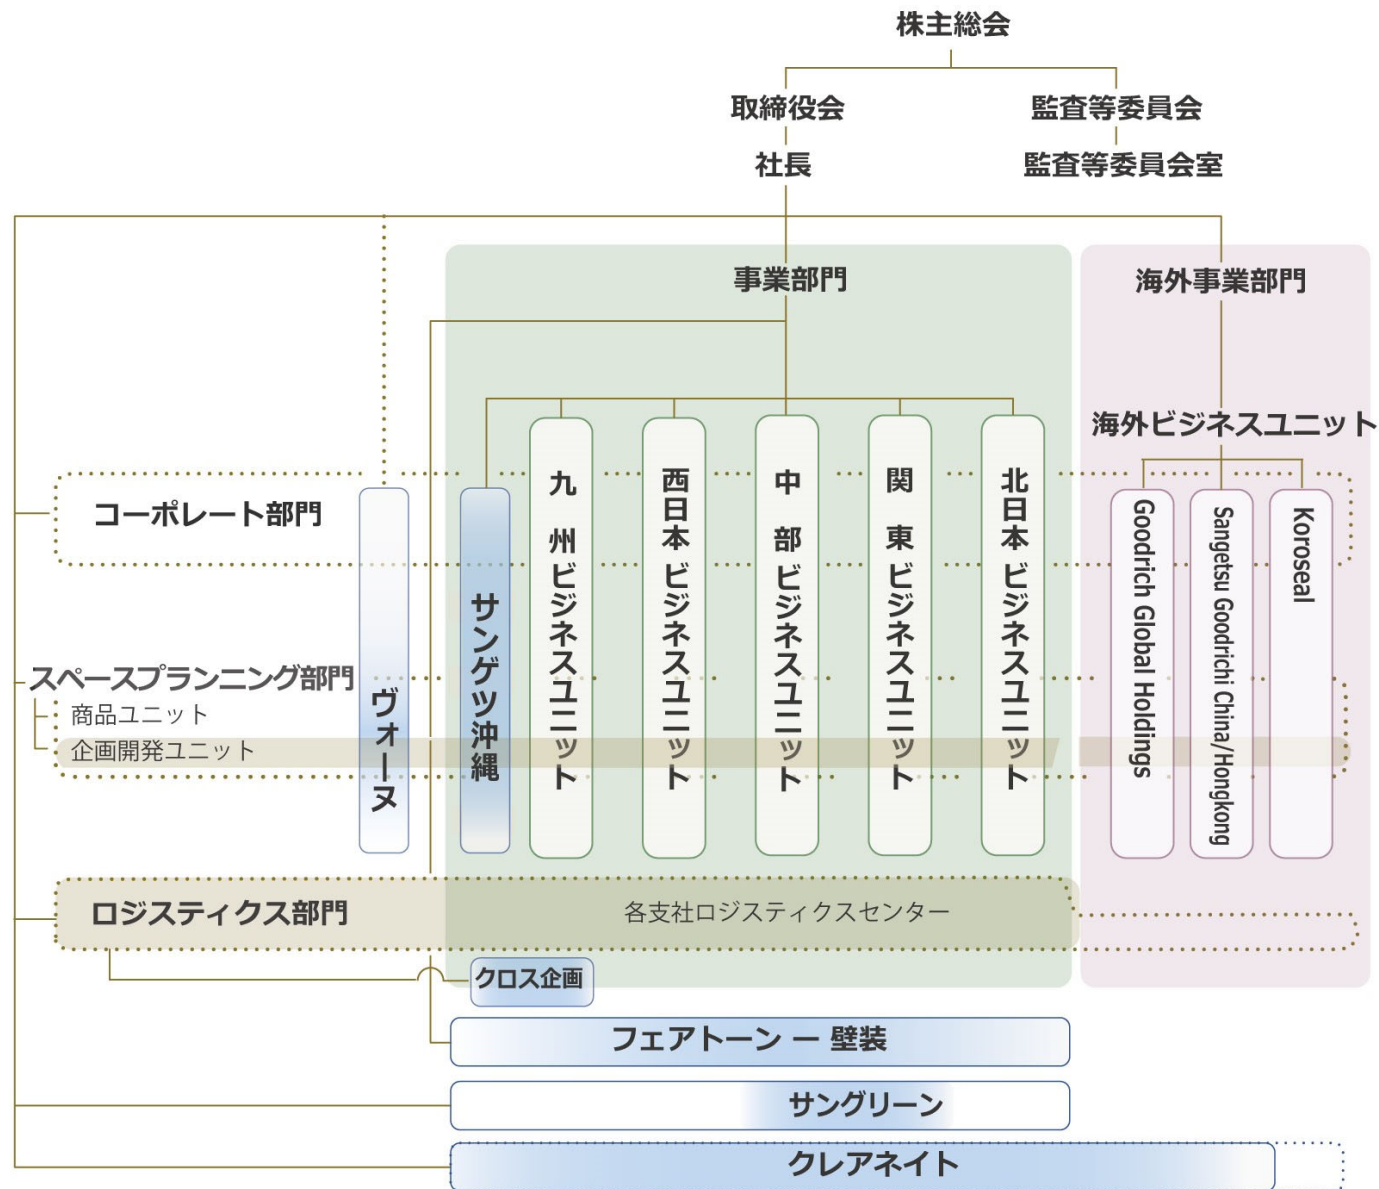 株主総会
取締役会
監査等委員会
社長
監査等委員会室
事業部門
海外事業部門
海外ビジネスユニット
コーポレート部門
スペースプランニング部門
商品ユニット
企画開発ユニット
ヴォーヌ
サンゲツ沖縄
九州ビジネスユニット
西日本ビジネスユニット
中部ビジネスユニット
関東ビジネスユニット
北日本ビジネスユニット
Goodrich Global Holdings
Sangetsu Goodrichi China/Hongkong
Koroseal
ロジスティクス部門
各支社ロジスティクスセンター
クロス企画
フェアトーン ー 壁装
サングリーン
クレアネイト